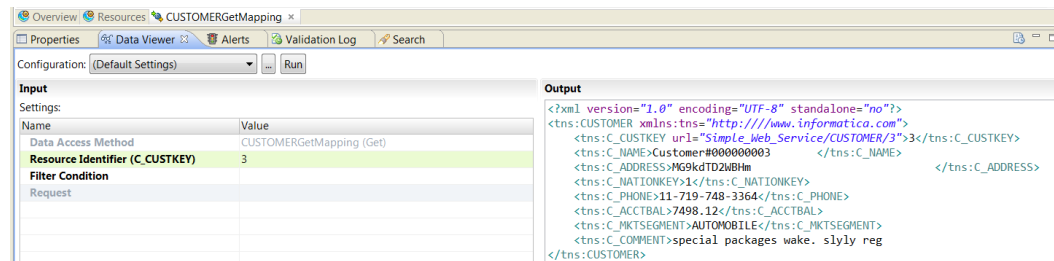 Overview Resources CUSTOMERGetMapping
Properties Data Viewer Alerts Validation Log Search
Configuration: (Default Settings) ... Run
Input
Settings:
Name Value
Data Access Method CUSTOMERGetMapping (Get)
Resource Identifier (C_CUSTKEY) 3
Filter Condition
Request
Output
<?xml version="1.0" encoding="UTF-8" standalone="no"?>
<tns:CUSTOMER xmlns:tns="http:////www.informatica.com">
<tns:C_CUSTKEY url="Simple_Web_Service/CUSTOMER/3">3</tns:C_CUSTKEY>
<tns:C_NAME>Customer#000000003 </tns:C_NAME>
<tns:C_ADDRESS>MG9kdTD2WBHm </tns:C_ADDRESS>
<tns:C_NATIONKEY>1</tns:C_NATIONKEY>
<tns:C_PHONE>11-719-748-3364</tns:C_PHONE>
<tns:C_ACCTBAL>7498.12</tns:C_ACCTBAL>
<tns:C_MKTSEGMENT>AUTOMOBILE</tns:C_MKTSEGMENT>
<tns:C_COMMENT>special packages wake. slyly reg
</tns:CUSTOMER>